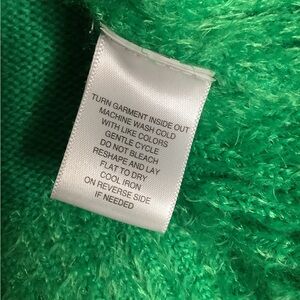 TURN GARMENT INSIDE OUT
MACHINE WASH COLD
WITH LIKE COLORS
GENTLE CYCLE
DO NOT BLEACH
RESHAPE AND LAY
FLAT TO DRY
COOL IRON
ON REVERSE SIDE
IF NEEDED